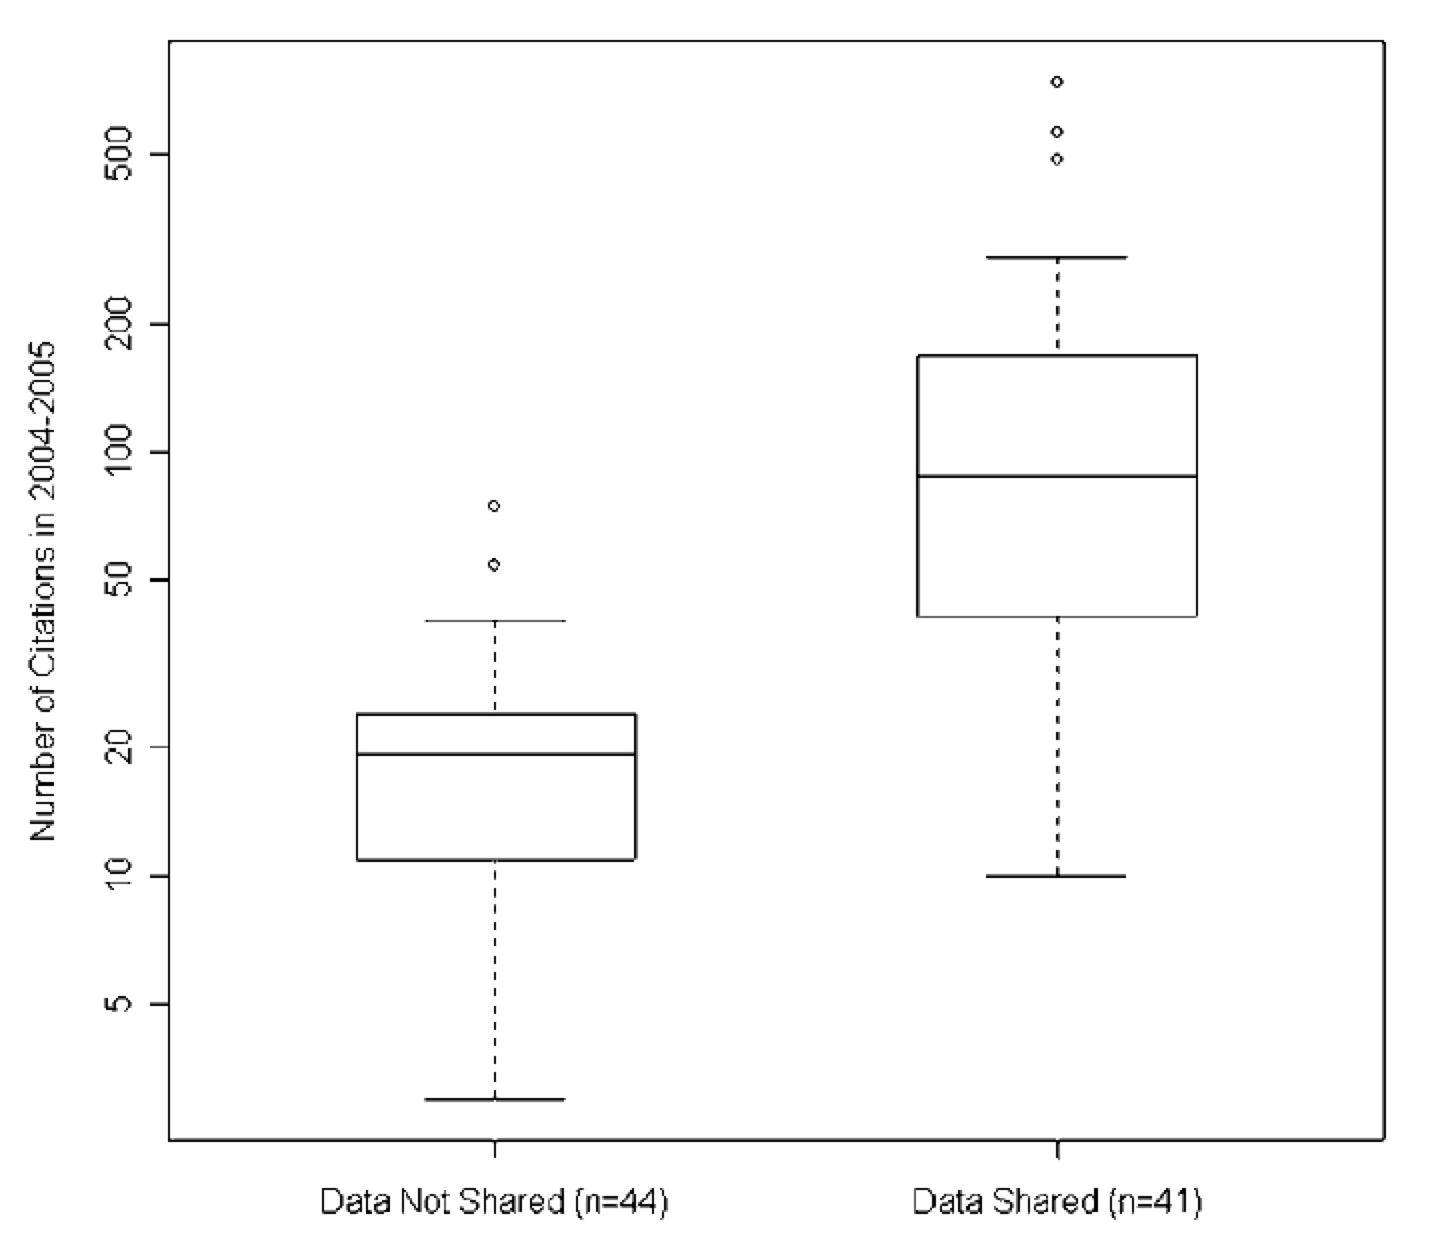 Number of Citations in 2004-2005
500
200
100
50
20
10
5
Data Not Shared (n=44)
Data Shared (n=41)